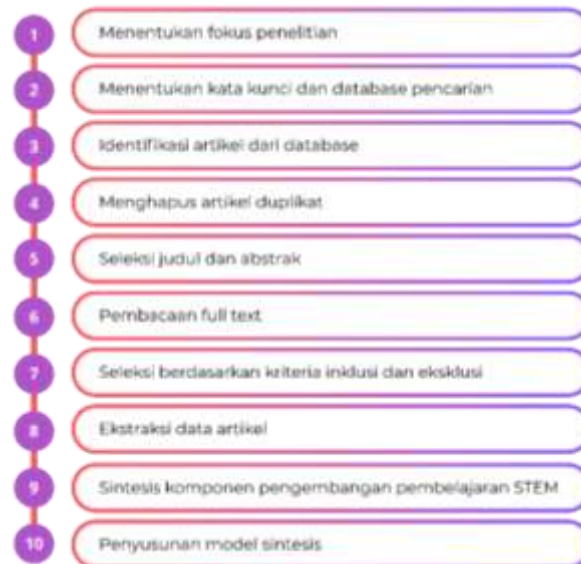 1 Menentukan fokus penelitian
2 Menentukan kata kunci dan database pencarian
3 Identifikasi artikel dari database
4 Menghapus artikel duplikat
5 Seleksi judul dan abstrak
6 Pembacaan full text
7 Seleksi berdasarkan kriteria inklusi dan eksklusi
8 Ekstraksi data artikel
9 Sintesis komponen pengembangan pembelajaran STEM
10 Penyusunan model sintesis